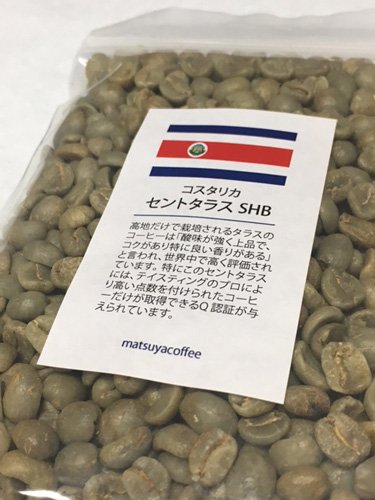 コスタリカ
セントタラス SHB
高地だけで栽培されるタラスの
コーヒーは「酸味が強く上品で、
コクがあり特に良い香りがある」
と言われ、世界中で高く評価され
ています。特にこのセントタラス
には、テイスティングのプロによ
り高い点数を付けられたコーヒ
ーだけが取得できるQ認証が与
えられています。
matsuyacoffee